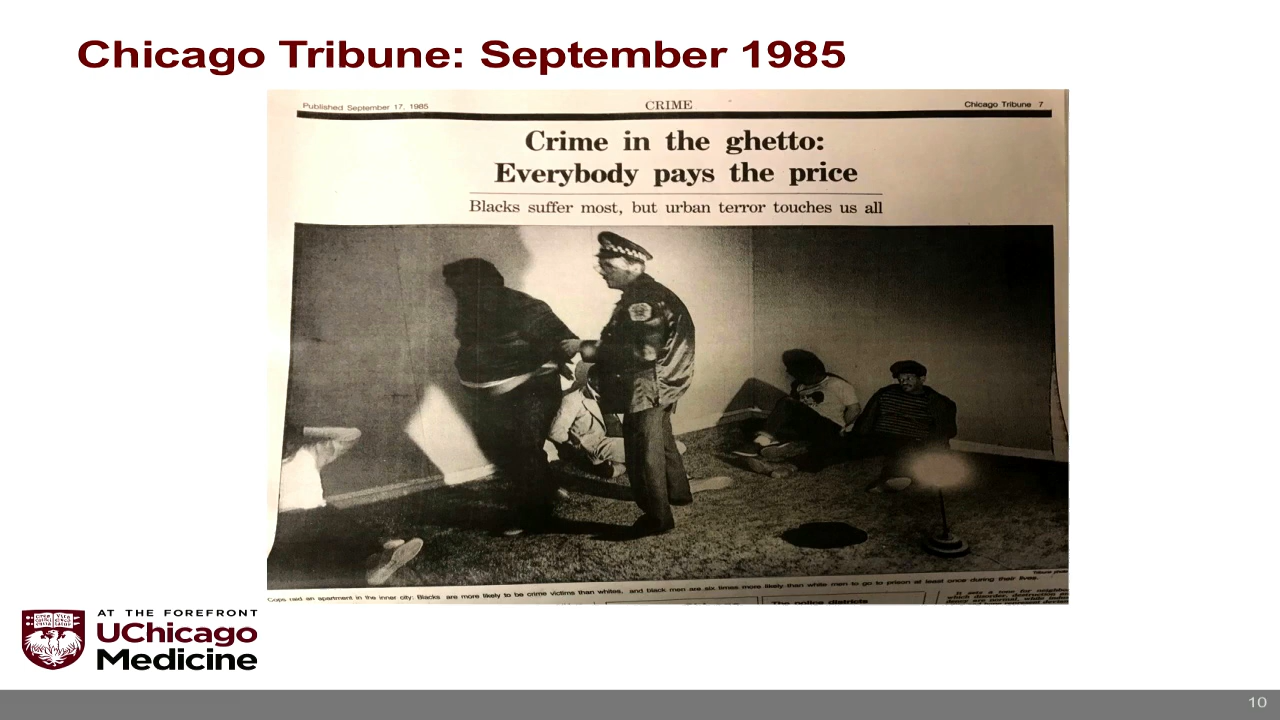 Chicago Tribune: September 1985
Published September 17, 1985
CRIME
Chicago Tribune 7
Crime in the ghetto:
Everybody pays the price
Blacks suffer most, but urban terror touches us all
Cops raid an apartment in the inner city: Blacks are more likely to be crime victims than whites, and black men are six times more likely than white men to go to prison at least once during their lives.
The police districts
AT THE FOREFRONT
UChicago
Medicine
10